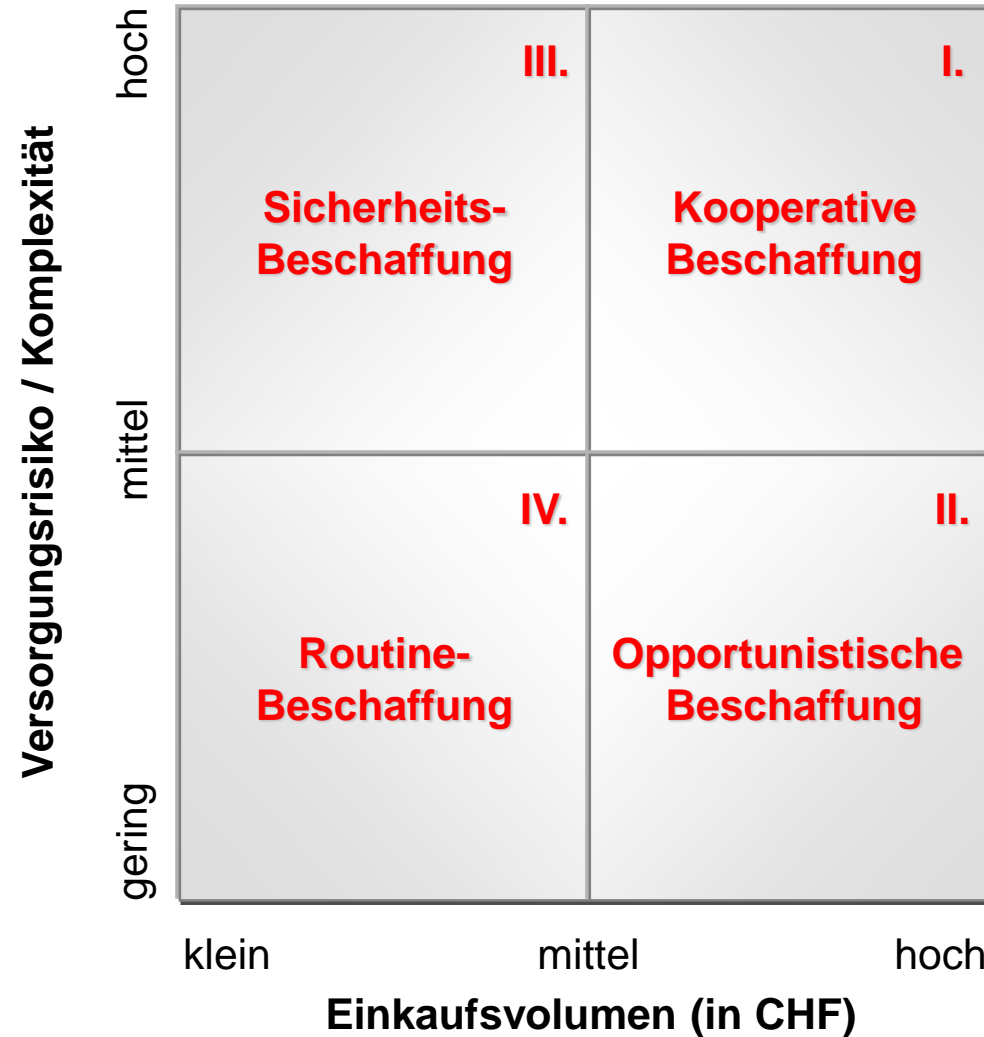 Versorgungsrisiko / Komplexität
hoch
mittel
gering
III.
Sicherheits-
Beschaffung
I.
Kooperative
Beschaffung
IV.
Routine-
Beschaffung
II.
Opportunistische
Beschaffung
klein
mittel
hoch
Einkaufsvolumen (in CHF)